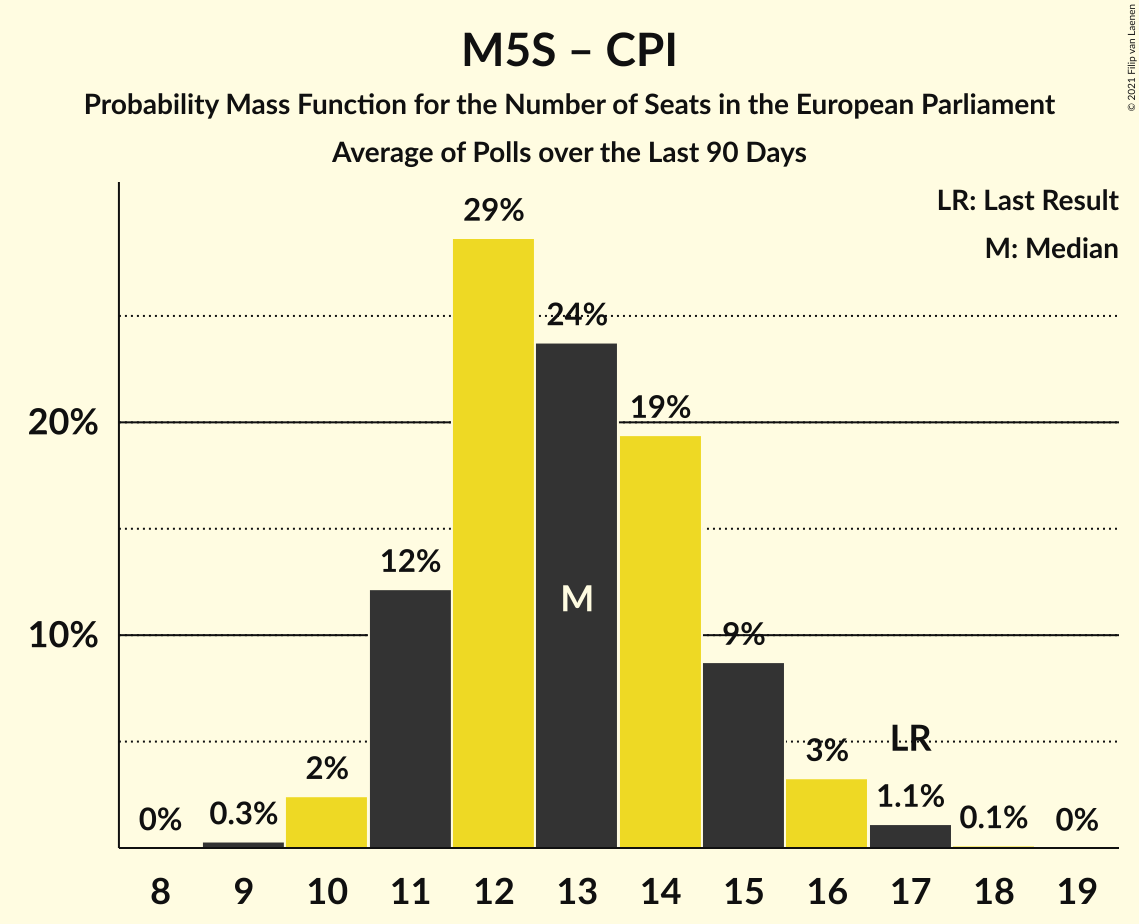 M5S – CPI
Probability Mass Function for the Number of Seats in the European Parliament
Average of Polls over the Last 90 Days
© 2021 Filip van Laenen
LR: Last Result
M: Median
20%
10%
0%
0.3%
2%
12%
29%
24%
19%
9%
3%
1.1%
0.1%
0%
M
LR
8 9 10 11 12 13 14 15 16 17 18 19